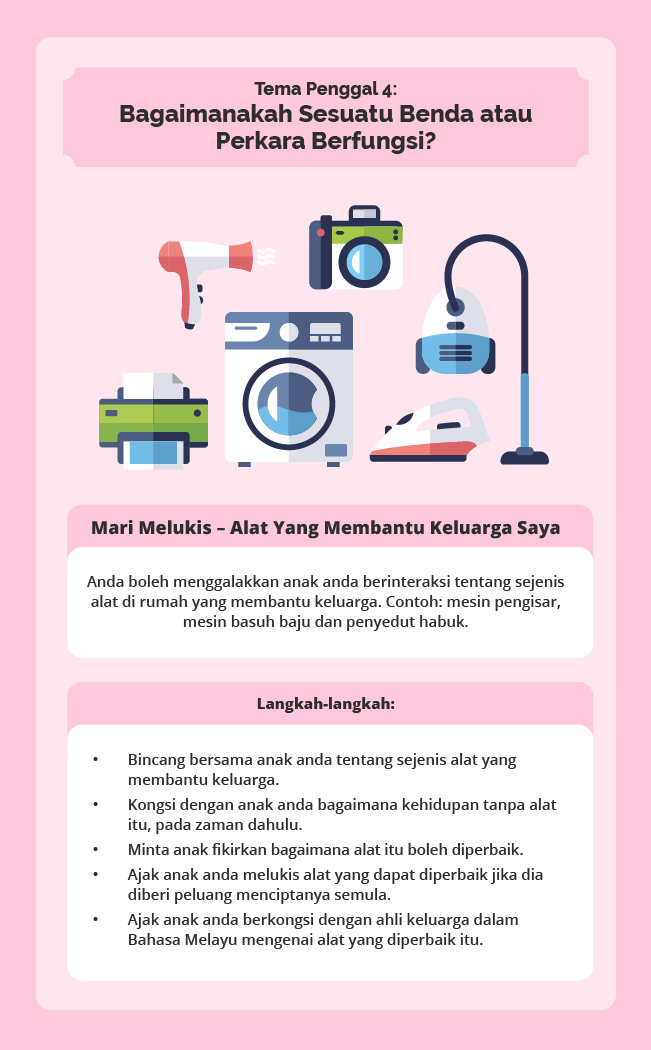 Tema Penggal 4:
Bagaimanakah Sesuatu Benda atau
Perkara Berfungsi?
Mari Melukis – Alat Yang Membantu Keluarga Saya
Anda boleh menggalakkan anak anda berinteraksi tentang sejenis
alat di rumah yang membantu keluarga. Contoh: mesin pengisar,
mesin basuh baju dan penyedut habuk.
Langkah-langkah:
• Bincang bersama anak anda tentang sejenis alat yang
membantu keluarga.
• Kongsi dengan anak anda bagaimana kehidupan tanpa alat
itu, pada zaman dahulu.
• Minta anak fikirkan bagaimana alat itu boleh diperbaik.
• Ajak anak anda melukis alat yang dapat diperbaik jika dia
diberi peluang menciptanya semula.
• Ajak anak anda berkongsi dengan ahli keluarga dalam
Bahasa Melayu mengenai alat yang diperbaik itu.